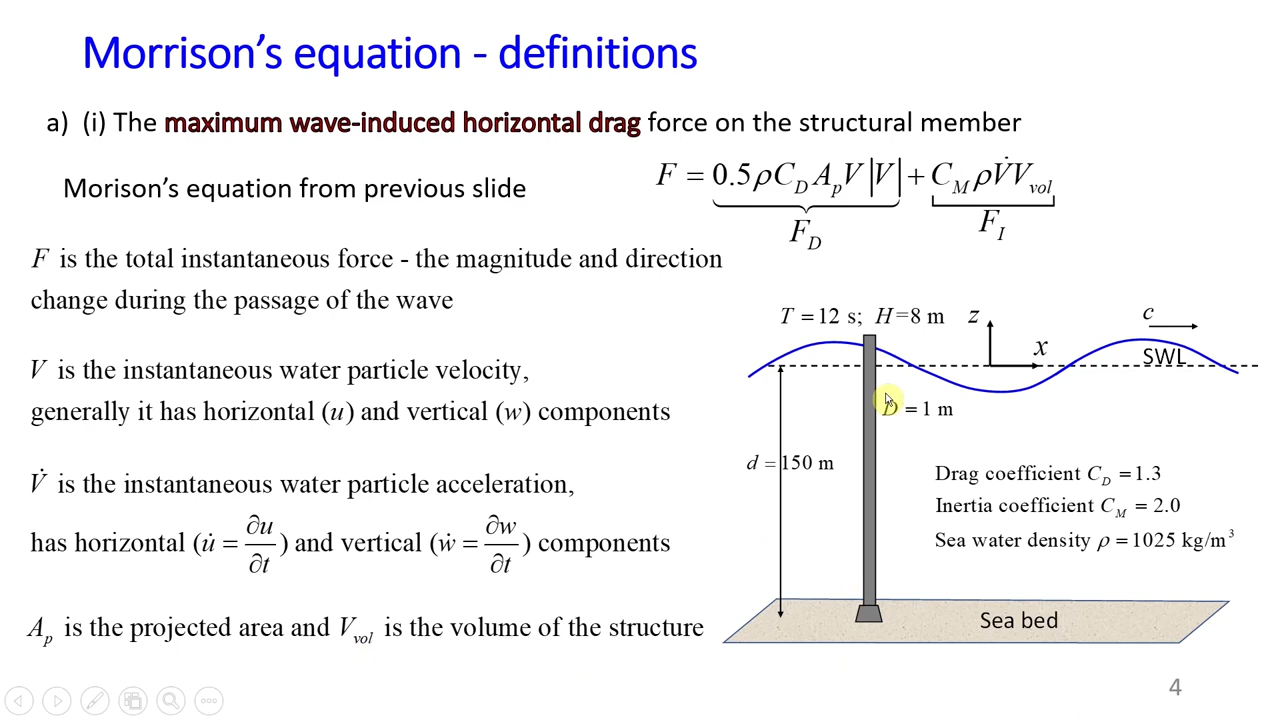 Morrison's equation - definitions
a) (i) The maximum wave-induced horizontal drag force on the structural member
Morison's equation from previous slide
F = 0.5ρC_D A_p V|V| + C_M ρV̇V_vol
F_D
F_I
F is the total instantaneous force - the magnitude and direction
change during the passage of the wave
V is the instantaneous water particle velocity,
generally it has horizontal (u) and vertical (w) components
V̇ is the instantaneous water particle acceleration,
has horizontal (u̇ = ∂u/∂t) and vertical (ẇ = ∂w/∂t) components
A_p is the projected area and V_vol is the volume of the structure
T = 12 s; H=8 m
z
x
c
SWL
D = 1 m
d = 150 m
Drag coefficient C_D = 1.3
Inertia coefficient C_M = 2.0
Sea water density ρ = 1025 kg/m³
Sea bed
4